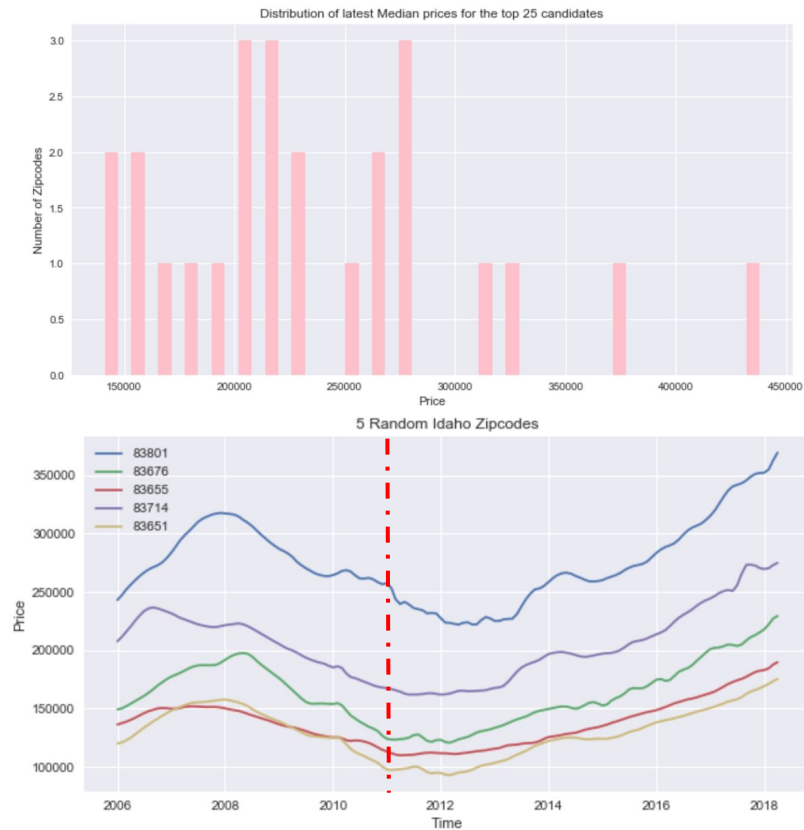 Distribution of latest Median prices for the top 25 candidates
3.0
2.5
2.0
1.5
1.0
0.5
0.0
Number of Zipcodes
150000 200000 250000 300000 350000 400000 450000
Price
5 Random Idaho Zipcodes
83801
83676
83655
83714
83651
350000
300000
250000
200000
150000
100000
Price
2006 2008 2010 2012 2014 2016 2018
Time